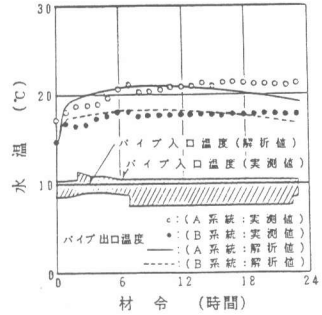 30
20
10
0
水温 (℃)
パイプ入口温度(解析値)
パイプ入口温度(実測値)
パイプ出口温度
○:(A系統:実測値)
●:(B系統:実測値)
――:(A系統:解析値)
----:(B系統:解析値)
0 6 12 18 24
材令 (時間)